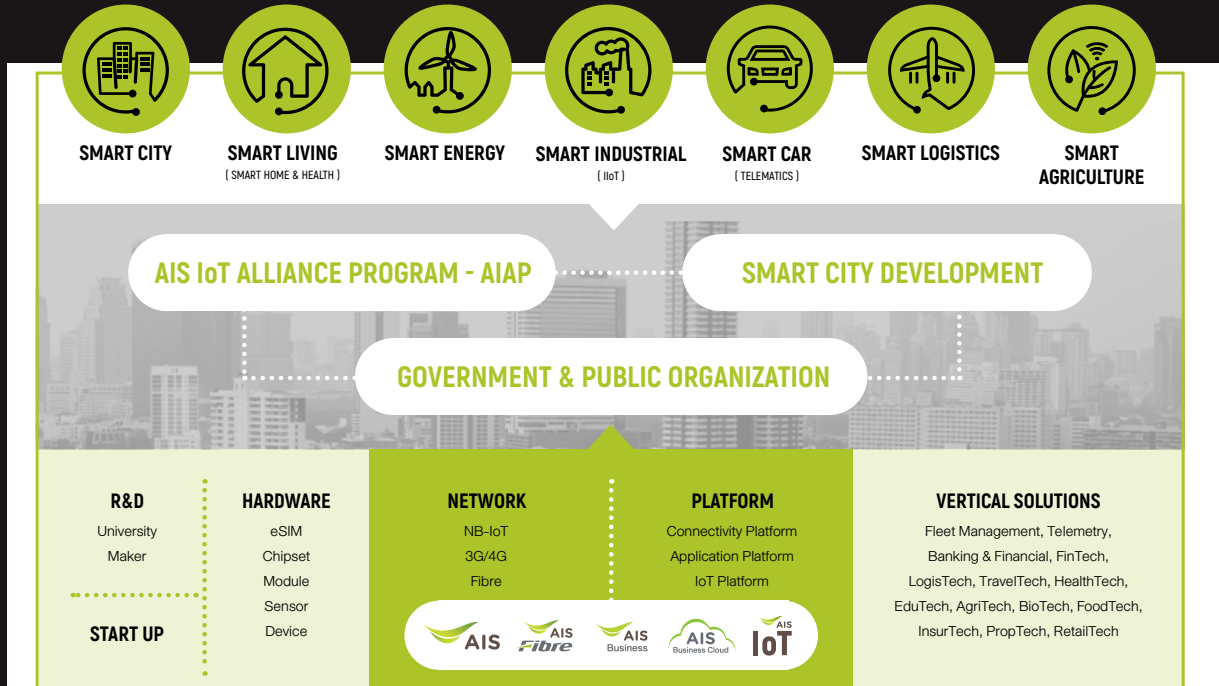 SMART CITY
SMART LIVING
( SMART HOME & HEALTH )
SMART ENERGY
SMART INDUSTRIAL
( IIoT )
SMART CAR
( TELEMATICS )
SMART LOGISTICS
SMART
AGRICULTURE
AIS IoT ALLIANCE PROGRAM - AIAP
SMART CITY DEVELOPMENT
GOVERNMENT & PUBLIC ORGANIZATION
R&D
University
Maker
START UP
HARDWARE
eSIM
Chipset
Module
Sensor
Device
NETWORK
NB-IoT
3G/4G
Fibre
PLATFORM
Connectivity Platform
Application Platform
IoT Platform
AIS
AIS
Fibre
AIS
Business
AIS
Business Cloud
AIS
IoT
VERTICAL SOLUTIONS
Fleet Management, Telemetry,
Banking & Financial, FinTech,
LogisTech, TravelTech, HealthTech,
EduTech, AgriTech, BioTech, FoodTech,
InsurTech, PropTech, RetailTech